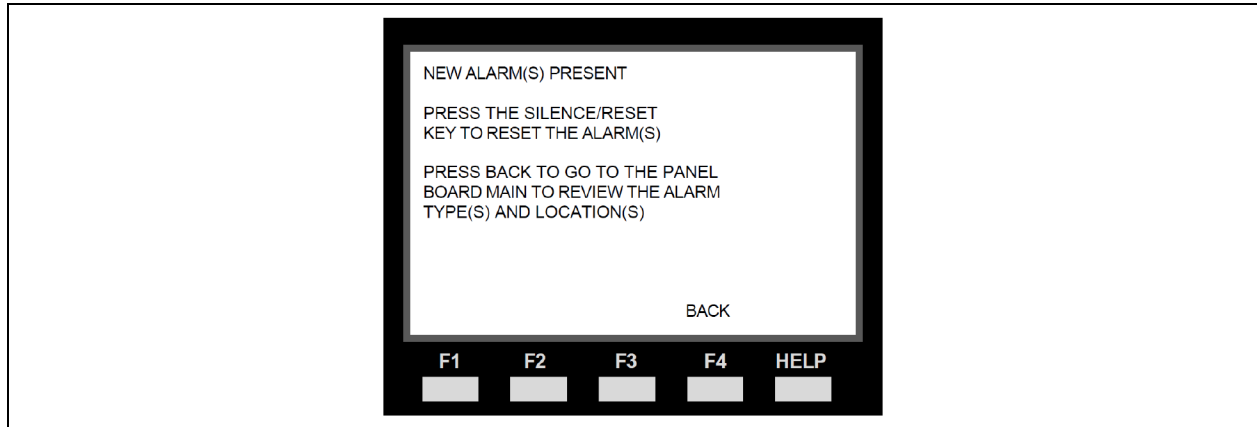 NEW ALARM(S) PRESENT
PRESS THE SILENCE/RESET
KEY TO RESET THE ALARM(S)
PRESS BACK TO GO TO THE PANEL
BOARD MAIN TO REVIEW THE ALARM
TYPE(S) AND LOCATION(S)
BACK
F1 F2 F3 F4 HELP